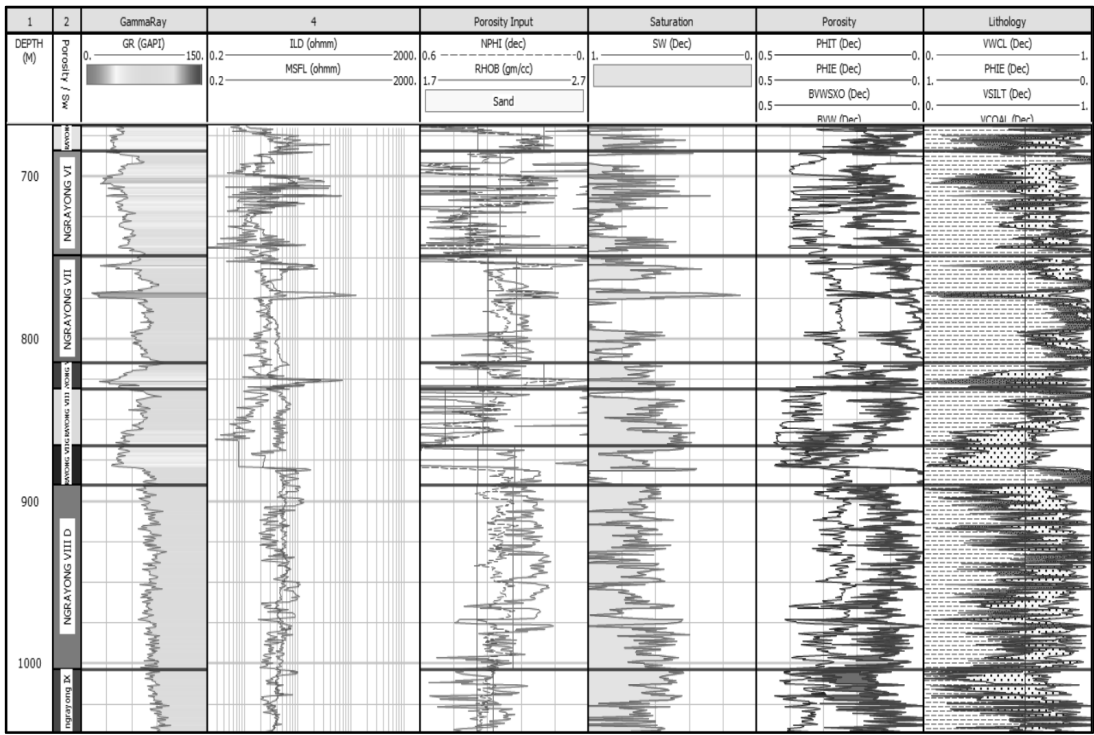 1 2 GammaRay 4 Porosity Input Saturation Porosity Lithology
DEPTH (M) Porosity / Sw GR (GAPI) ILD (ohmm) NPHI (dec) SW (Dec) PHIT (Dec) VWCL (Dec)
0. 150. 0.2 2000. 0.6 -0. 1. 0. 0.5 0. 0. 1.
MSFL (ohmm) RHOB (gm/cc) PHIE (Dec) PHIE (Dec)
0.2 2000. 1.7 2.7 0.5 0. 1. 0.
Sand BVWSXO (Dec) VSILT (Dec)
0.5 0. 0. 1.
BVW (Dec) VCOAL (Dec)
700
NGRAYONG VI
NGRAYONG VII
800
900
NGRAYONG VIII D
1000
ngrayong IX